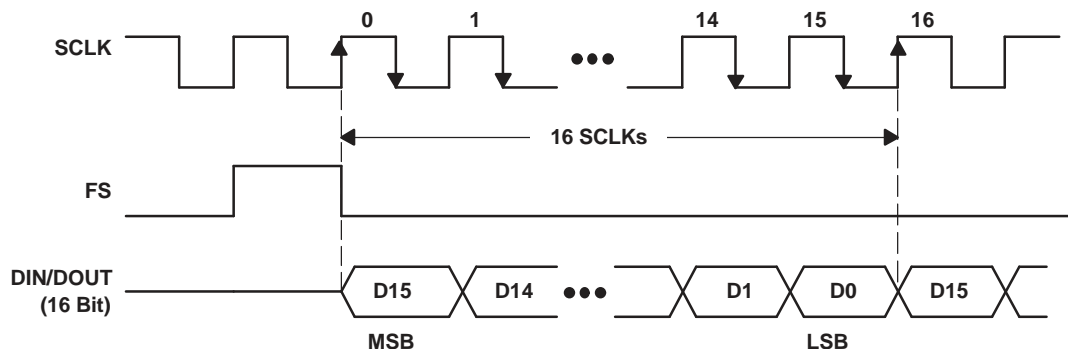 0 1 14 15 16
SCLK
16 SCLKs
FS
DIN/DOUT
(16 Bit)
D15 D14 D1 D0 D15
MSB LSB